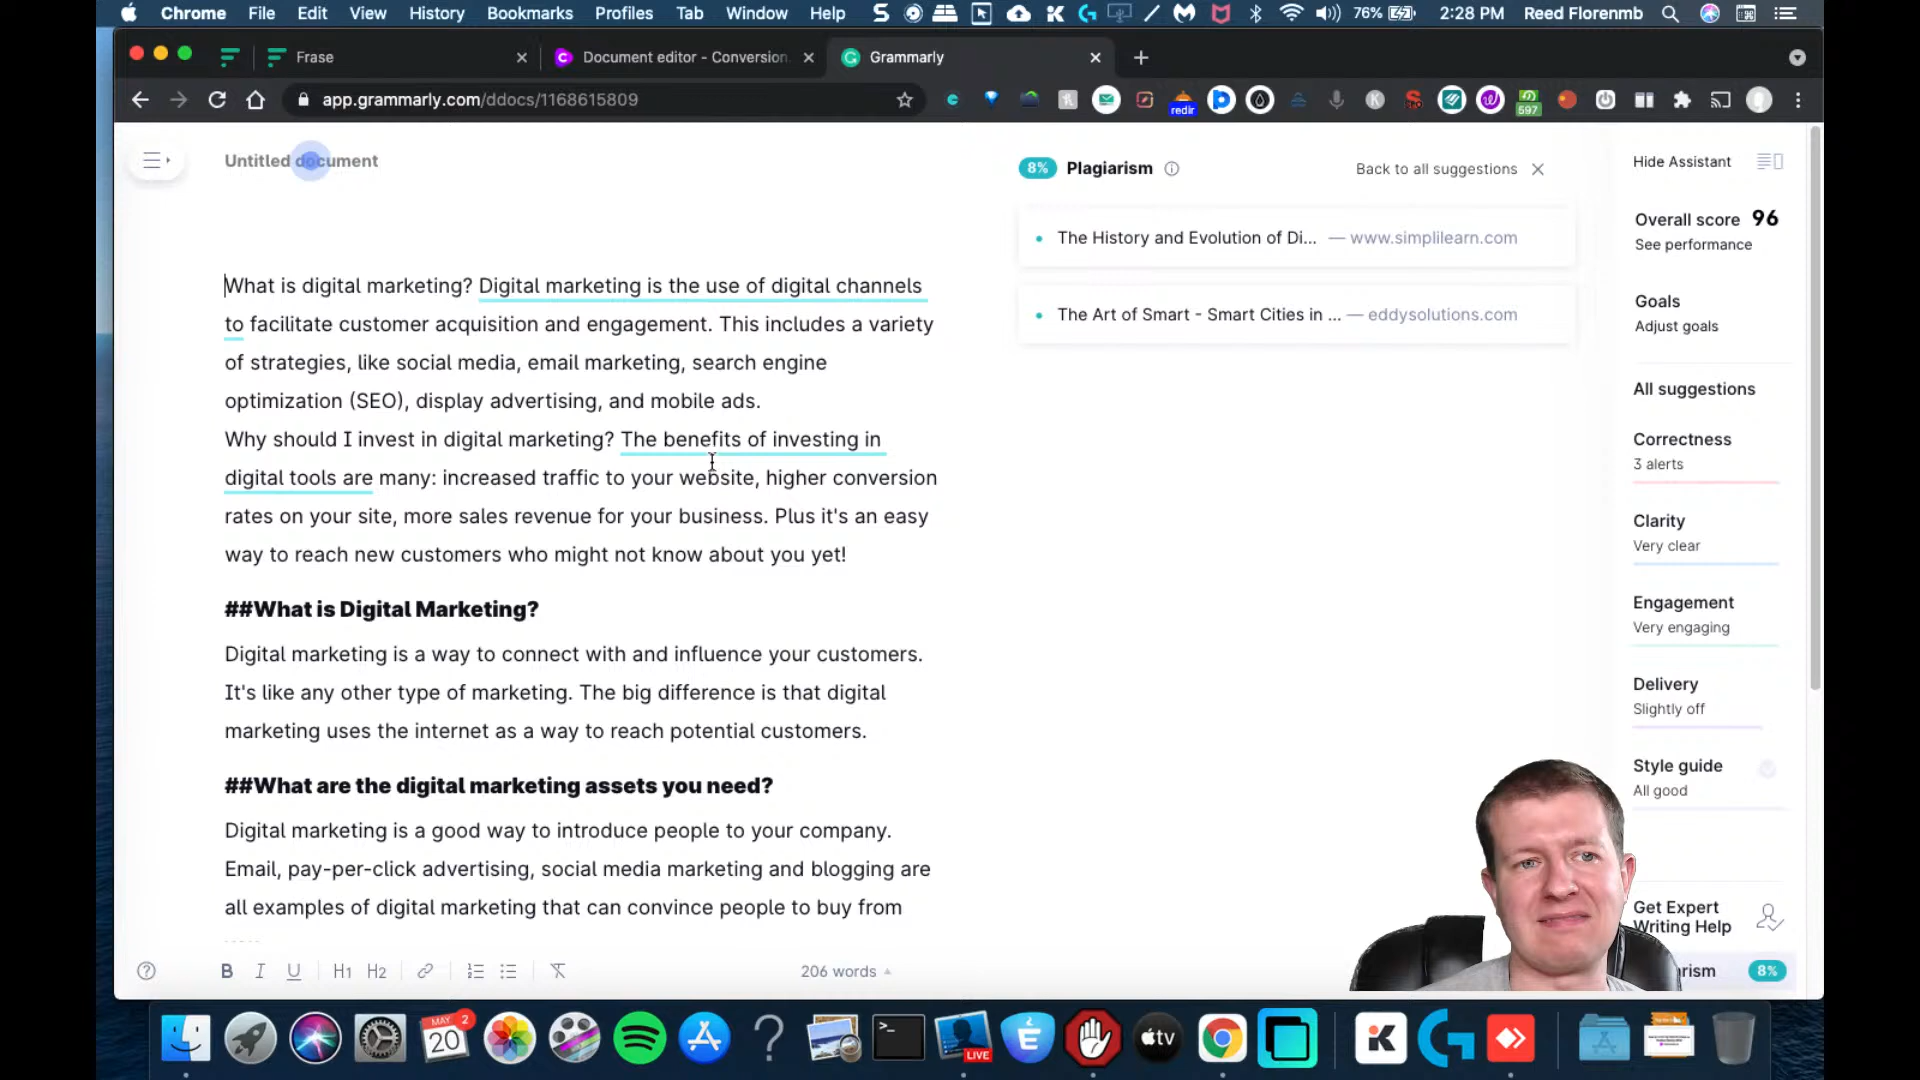 Chrome File Edit View History Bookmarks Profiles Tab Window Help 76% 2:28 PM Reed Florenmb
Frase
Document editor - Conversion.
Grammarly
app.grammarly.com/ddocs/1168615809
redir
597
Untitled document
8% Plagiarism
Back to all suggestions
Hide Assistant
The History and Evolution of Di... — www.simplilearn.com
The Art of Smart - Smart Cities in ... — eddysolutions.com
Overall score 96
See performance
Goals
Adjust goals
All suggestions
Correctness
3 alerts
Clarity
Very clear
Engagement
Very engaging
Delivery
Slightly off
Style guide
All good
Get Expert
Writing Help
rism 8%
What is digital marketing? Digital marketing is the use of digital channels
to facilitate customer acquisition and engagement. This includes a variety
of strategies, like social media, email marketing, search engine
optimization (SEO), display advertising, and mobile ads.
Why should I invest in digital marketing? The benefits of investing in
digital tools are many: increased traffic to your website, higher conversion
rates on your site, more sales revenue for your business. Plus it's an easy
way to reach new customers who might not know about you yet!
##What is Digital Marketing?
Digital marketing is a way to connect with and influence your customers.
It's like any other type of marketing. The big difference is that digital
marketing uses the internet as a way to reach potential customers.
##What are the digital marketing assets you need?
Digital marketing is a good way to introduce people to your company.
Email, pay-per-click advertising, social media marketing and blogging are
all examples of digital marketing that can convince people to buy from
B I U H1 H2
206 words
MAY
20
2
LIVE
tv